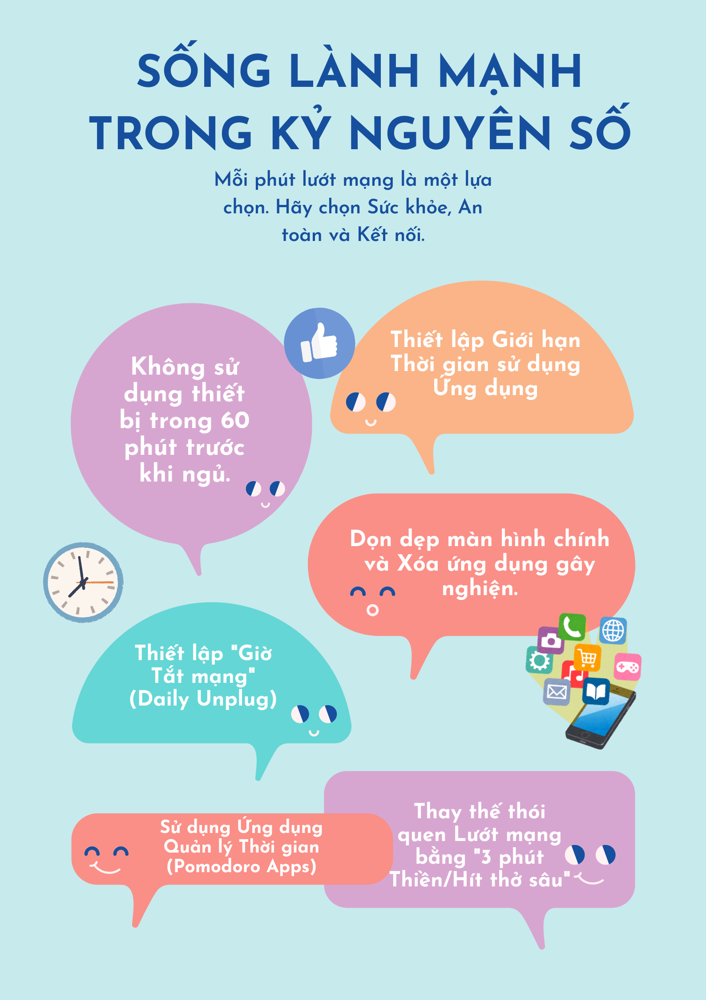 SỐNG LÀNH MẠNH
TRONG KỶ NGUYÊN SỐ
Mỗi phút lướt mạng là một lựa
chọn. Hãy chọn Sức khỏe, An
toàn và Kết nối.
Không sử
dụng thiết
bị trong 60
phút trước
khi ngủ.
Thiết lập Giới hạn
Thời gian sử dụng
Ứng dụng
Dọn dẹp màn hình chính
và Xóa ứng dụng gây
nghiện.
Thiết lập "Giờ
Tắt mạng"
(Daily Unplug)
Sử dụng Ứng dụng
Quản lý Thời gian
(Pomodoro Apps)
Thay thế thói
quen Lướt mạng
bằng "3 phút
Thiền/Hít thở sâu"